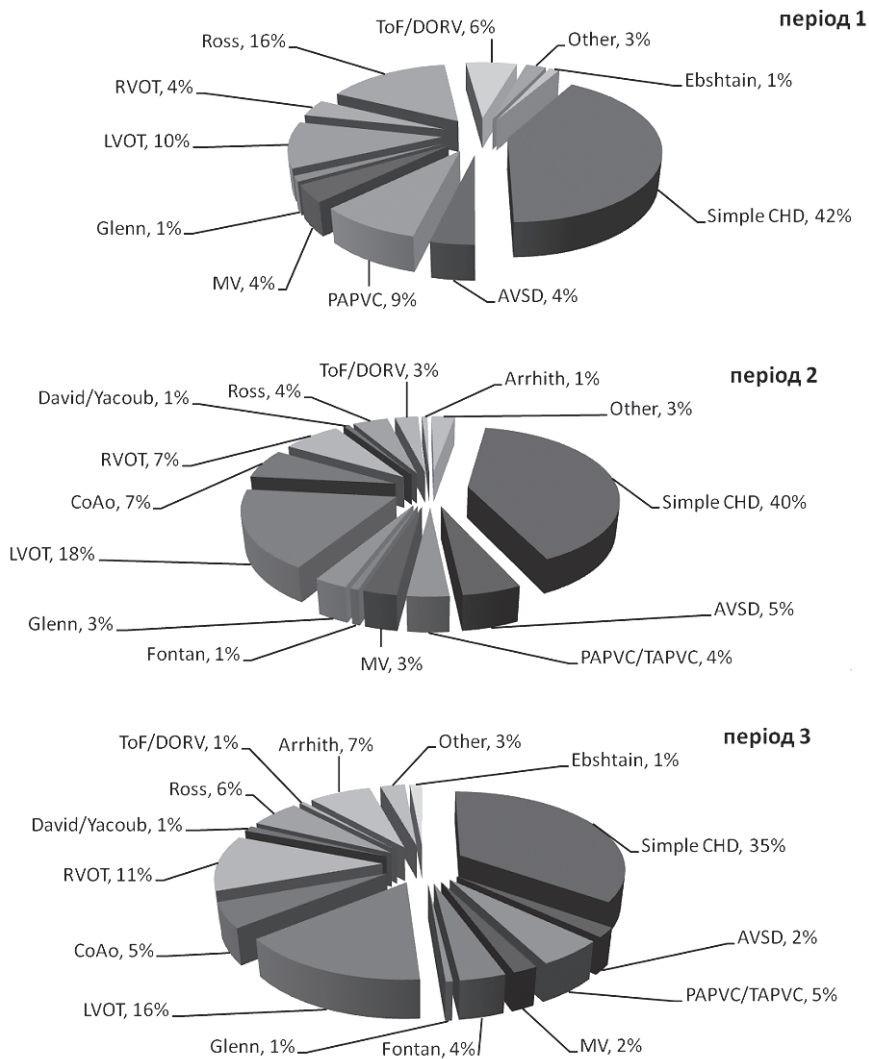 період 1
ToF/DORV, 6%
Other, 3%
Ross, 16%
Ebshtain, 1%
RVOT, 4%
LVOT, 10%
Simple CHD, 42%
Glenn, 1%
MV, 4%
PAPVC, 9%
AVSD, 4%
період 2
ToF/DORV, 3%
Arrhith, 1%
David/Yacoub, 1%
Ross, 4%
Other, 3%
RVOT, 7%
CoAo, 7%
Simple CHD, 40%
LVOT, 18%
AVSD, 5%
Glenn, 3%
Fontan, 1%
MV, 3%
PAPVC/TAPVC, 4%
період 3
ToF/DORV, 1%
Arrhith, 7%
Other, 3%
Ebshtain, 1%
Ross, 6%
David/Yacoub, 1%
Simple CHD, 35%
RVOT, 11%
AVSD, 2%
CoAo, 5%
PAPVC/TAPVC, 5%
LVOT, 16%
Glenn, 1%
Fontan, 4%
MV, 2%